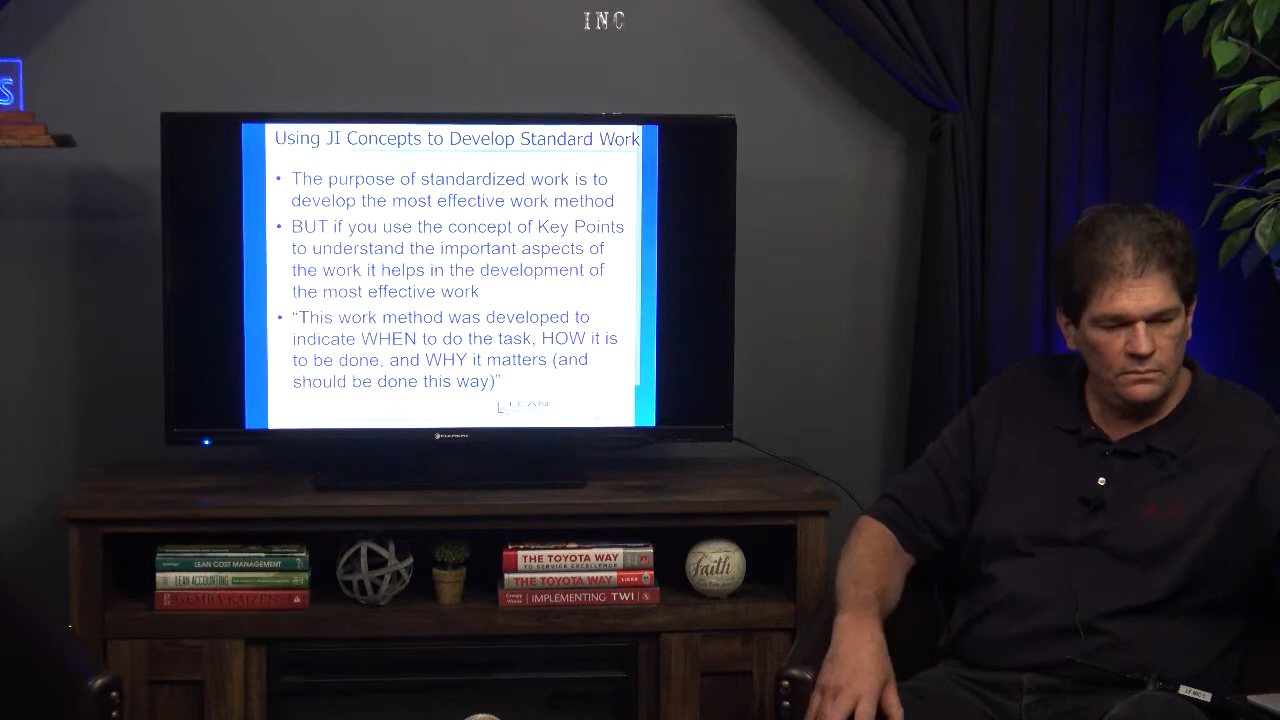 INC
S
Using JI Concepts to Develop Standard Work
• The purpose of standardized work is to
develop the most effective work method
• BUT if you use the concept of Key Points
to understand the important aspects of
the work it helps in the development of
the most effective work
• “This work method was developed to
indicate WHEN to do the task, HOW it is
to be done, and WHY it matters (and
should be done this way)”
LEAN
ELEMENT
LEAN COST MANAGEMENT
LEAN ACCOUNTING
GEMBA KAIZEN
THE TOYOTA WAY
TO SERVICE EXCELLENCE
THE TOYOTA WAY LIKER
IMPLEMENTING TWI
Faith
LF MIC 1